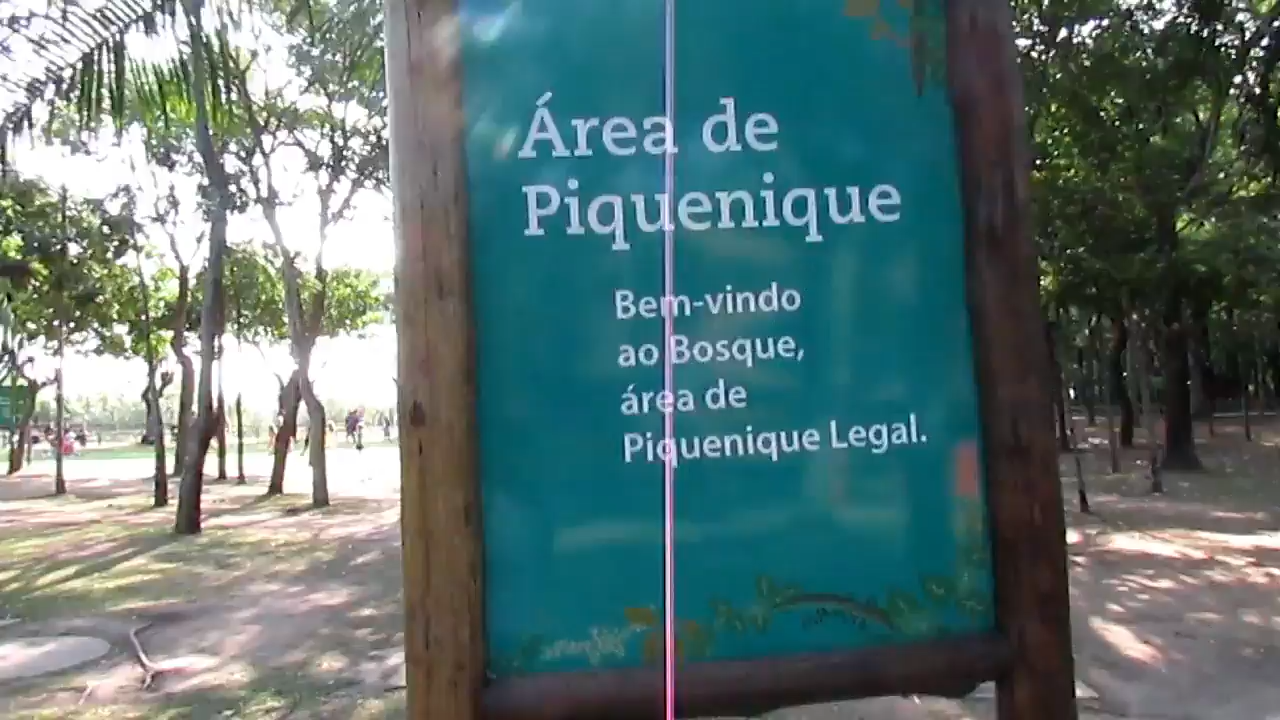 Área de
Piquenique
Bem-vindo
ao Bosque,
área de
Piquenique Legal.